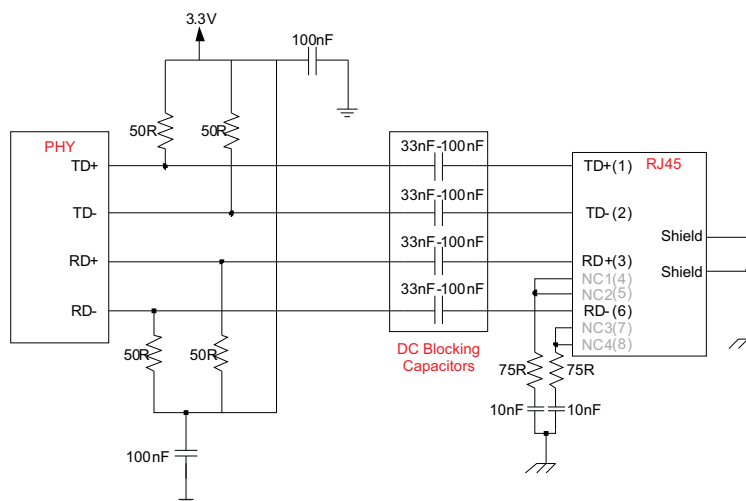 3.3V
100nF
50R
50R
PHY
33nF-100nF
RJ45
TD+
TD+(1)
33nF-100nF
TD-
TD-(2)
Shield
33nF-100nF
RD+
RD+(3)
Shield
NC1(4)
33nF-100nF
NC2(5)
RD-
RD-(6)
NC3(7)
NC4(8)
50R
50R
DC Blocking
Capacitors
75R
75R
10nF
10nF
100nF